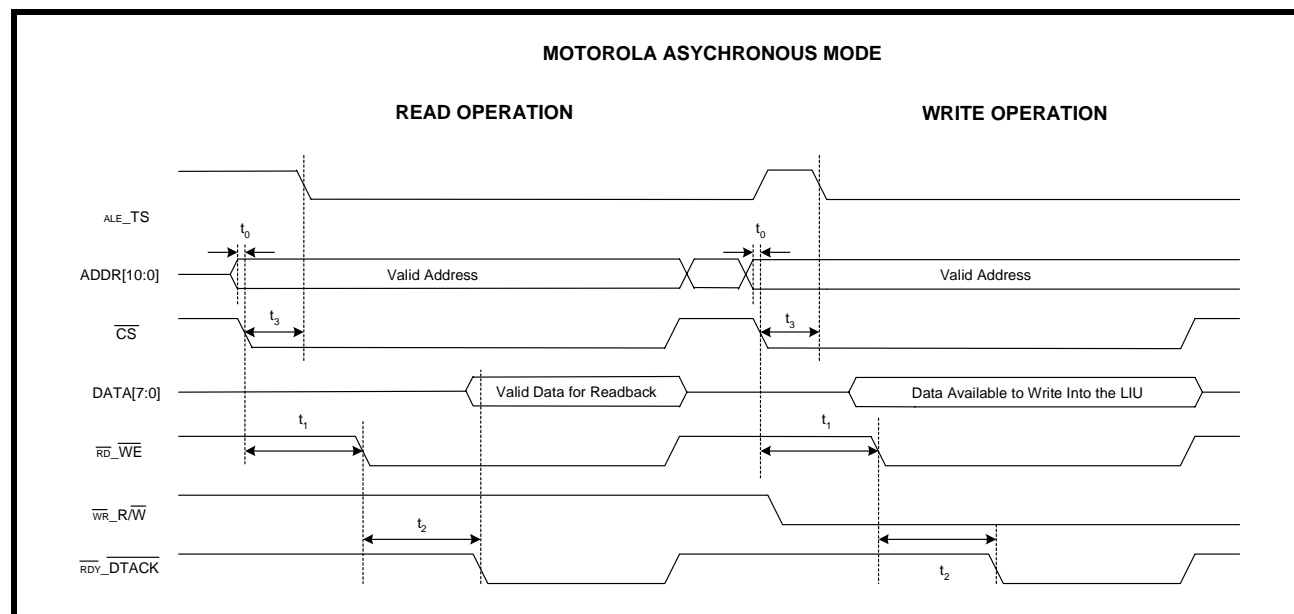 MOTOROLA ASYCHRONOUS MODE
READ OPERATION WRITE OPERATION
ALE_TS
t0 t0
ADDR[10:0] Valid Address Valid Address
CS t3 t3
DATA[7:0] Valid Data for Readback Data Available to Write Into the LIU
t1 t1
RD_WE
WR_R/W
t2
RDY_DTACK
t2